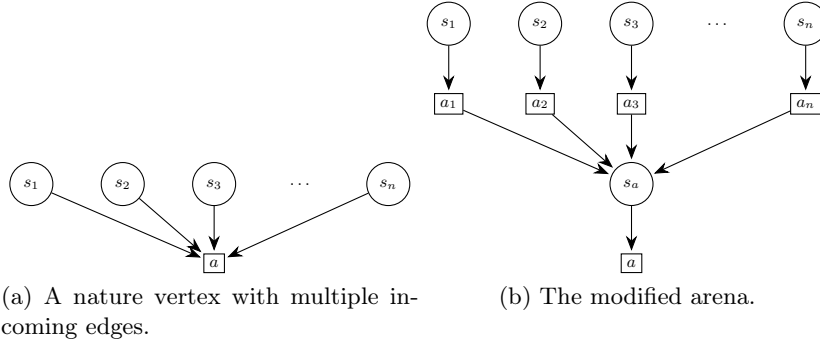 s₁ s₂ s₃ ⋯ sₙ
a
(a) A nature vertex with multiple in-
coming edges.
s₁ s₂ s₃ ⋯ sₙ
a₁ a₂ a₃ aₙ
sₐ
a
(b) The modified arena.